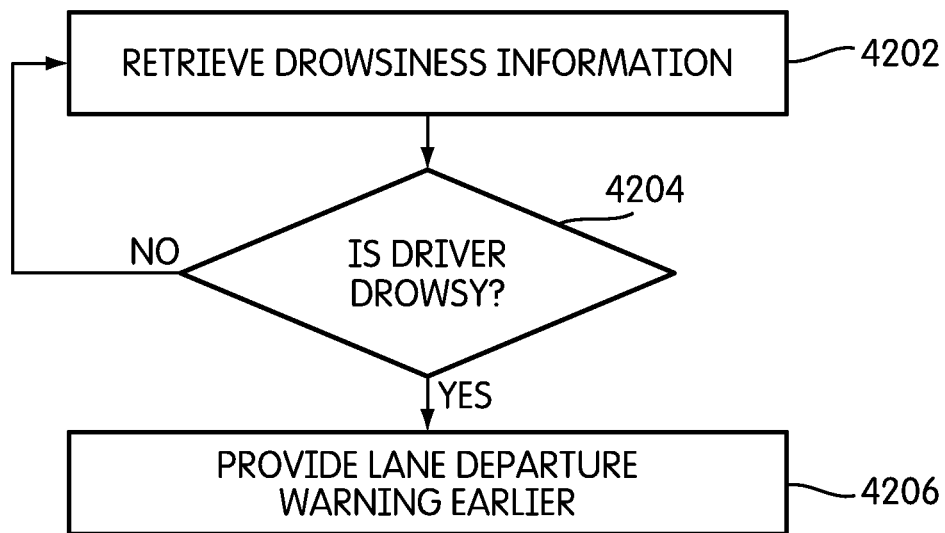 RETRIEVE DROWSINESS INFORMATION
4202
4204
IS DRIVER
DROWSY?
NO
YES
PROVIDE LANE DEPARTURE
WARNING EARLIER
4206